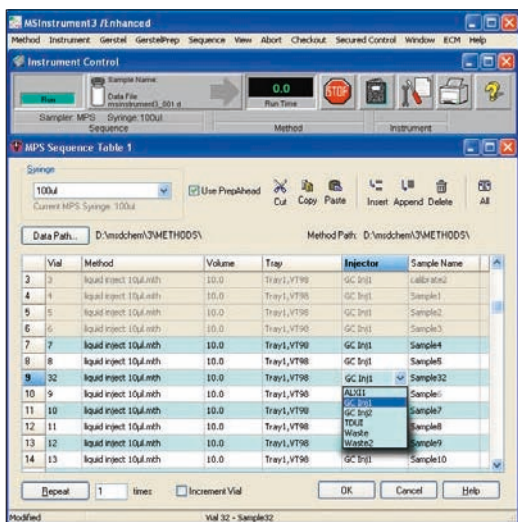 MSInstrument3 /Enhanced
Method Instrument Gerstel GerstelPrep Sequence View Abort Checkout Secured Control Window ECM Help
Instrument Control
Run
Sample Name:
Data File
msinstrument3_001.d
0.0
Run Time
STOP
Sampler: MPS Syringe: 100ul
Sequence Method Instrument
MPS Sequence Table 1
Syringe
100ul
Current MPS Syringe: 100ul
Use PrepAhead
Cut Copy Paste Insert Append Delete All
Data Path... D:\msdchem\3\METHODS\ Method Path: D:\msdchem\3\METHODS\
Vial Method Volume Tray Injector Sample Name
3 3 liquid inject 10µl.mth 10.0 Tray1,VT98 GC Inj1 calibrate2
4 4 liquid inject 10µl.mth 10.0 Tray1,VT98 GC Inj1 Sample1
5 5 liquid inject 10µl.mth 10.0 Tray1,VT98 GC Inj1 Sample2
6 6 liquid inject 10µl.mth 10.0 Tray1,VT98 GC Inj1 Sample3
7 7 liquid inject 10µl.mth 10.0 Tray1,VT98 GC Inj1 Sample4
8 8 liquid inject 10µl.mth 10.0 Tray1,VT98 GC Inj1 Sample5
9 32 liquid inject 10µl.mth 10.0 Tray1,VT98 GC Inj1 Sample32
10 9 liquid inject 10µl.mth 10.0 Tray1,VT98 Sample6
11 10 liquid inject 10µl.mth 10.0 Tray1,VT98 Sample7
12 11 liquid inject 10µl.mth 10.0 Tray1,VT98 Sample8
13 12 liquid inject 10µl.mth 10.0 Tray1,VT98 Sample9
14 13 liquid inject 10µl.mth 10.0 Tray1,VT98 GC Inj1 Sample10
ALXI1
GC Inj1
GC Inj2
TDUI
Waste
Waste2
Repeat 1 times Increment Vial OK Cancel Help
Modified Vial 32 - Sample32